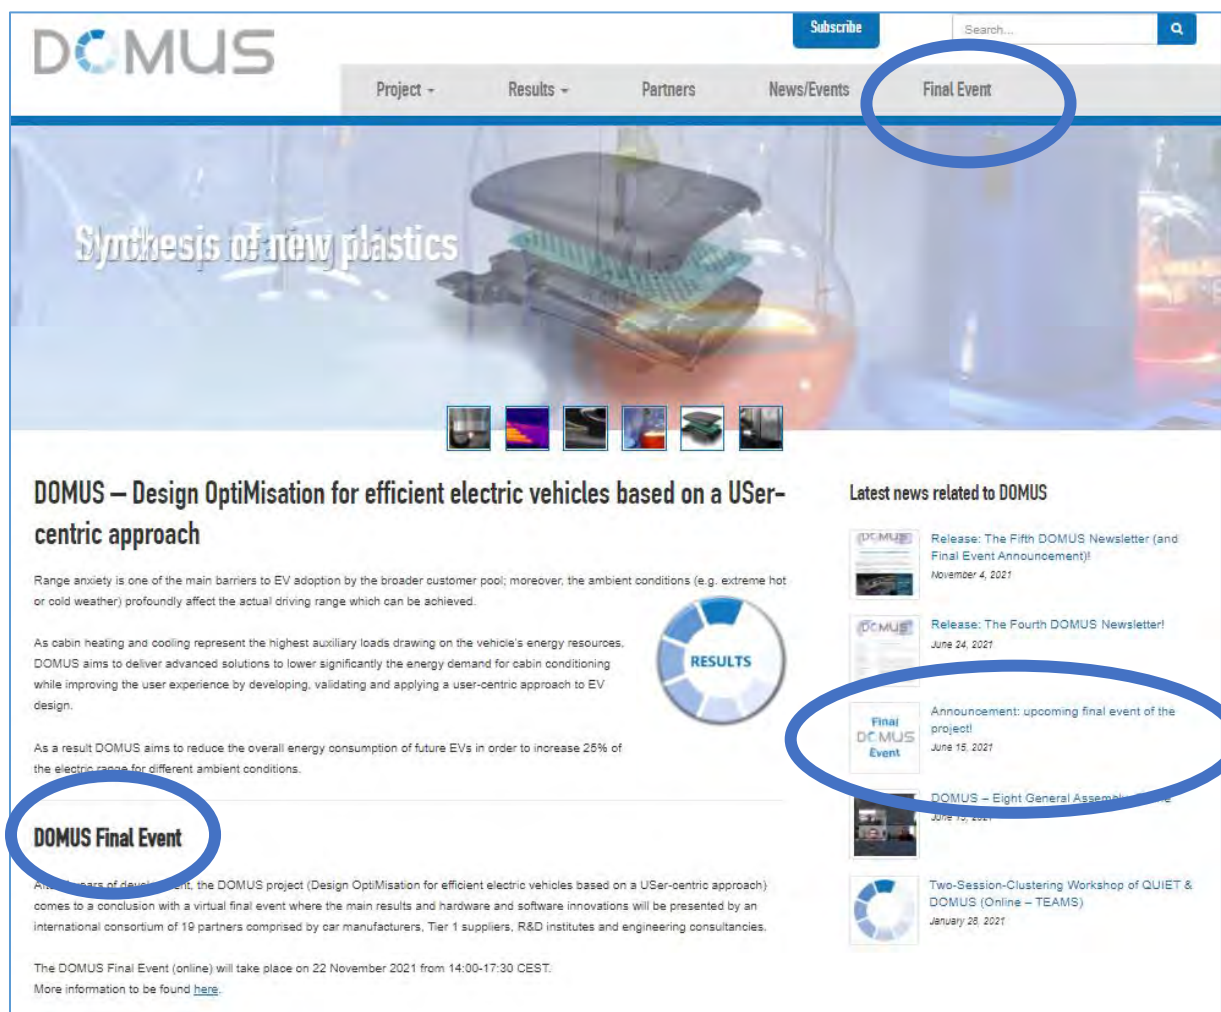 DOMUS
Subscribe
Search...
Project
Results
Partners
News/Events
Final Event
Synthesis of new plastics
DOMUS – Design OptiMisation for efficient electric vehicles based on a USer-
centric approach
Range anxiety is one of the main barriers to EV adoption by the broader customer pool; moreover, the ambient conditions (e.g. extreme hot
or cold weather) profoundly affect the actual driving range which can be achieved.
As cabin heating and cooling represent the highest auxiliary loads drawing on the vehicle's energy resources,
DOMUS aims to deliver advanced solutions to lower significantly the energy demand for cabin conditioning
while improving the user experience by developing, validating and applying a user-centric approach to EV
design.
RESULTS
As a result DOMUS aims to reduce the overall energy consumption of future EVs in order to increase 25% of
the electric range for different ambient conditions.
DOMUS Final Event
of development, the DOMUS project (Design OptiMisation for efficient electric vehicles based on a USer-centric approach)
comes to a conclusion with a virtual final event where the main results and hardware and software innovations will be presented by an
international consortium of 19 partners comprised by car manufacturers, Tier 1 suppliers, R&D institutes and engineering consultancies.
The DOMUS Final Event (online) will take place on 22 November 2021 from 14:00-17:30 CEST.
More information to be found here.
Latest news related to DOMUS
DOMUS
Release: The Fifth DOMUS Newsletter (and
Final Event Announcement)!
November 4, 2021
DOMUS
Release: The Fourth DOMUS Newsletter!
June 24, 2021
Final
DOMUS
Event
Announcement: upcoming final event of the
project!
June 15, 2021
DOMUS – Eight General Assembly
June 15, 2021
Two-Session-Clustering Workshop of QUIET &
DOMUS (Online – TEAMS)
January 28, 2021